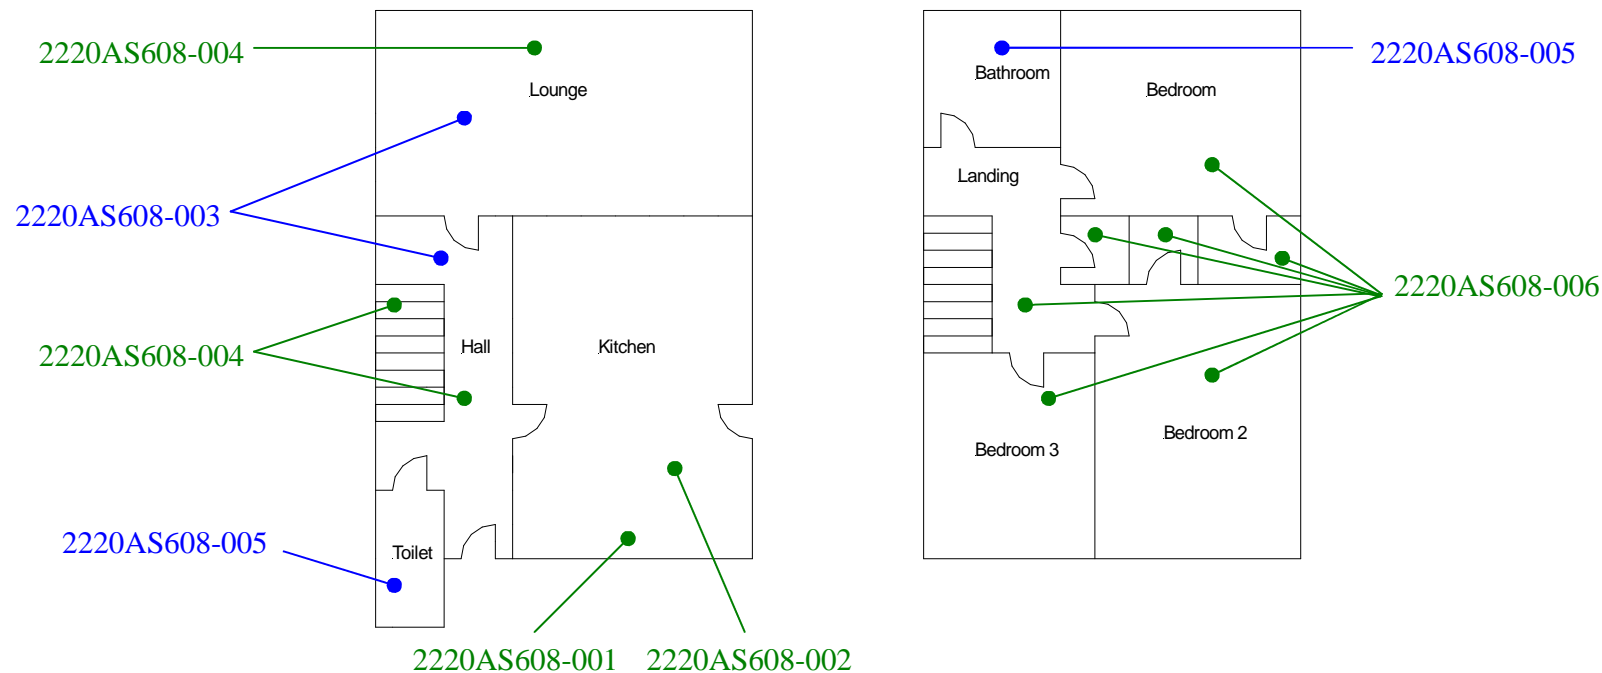 2220AS608-004
Lounge
2220AS608-003
2220AS608-004
Hall
Kitchen
2220AS608-005
Toilet
2220AS608-001
2220AS608-002
Bathroom
2220AS608-005
Bedroom
Landing
2220AS608-006
Bedroom 2
Bedroom 3